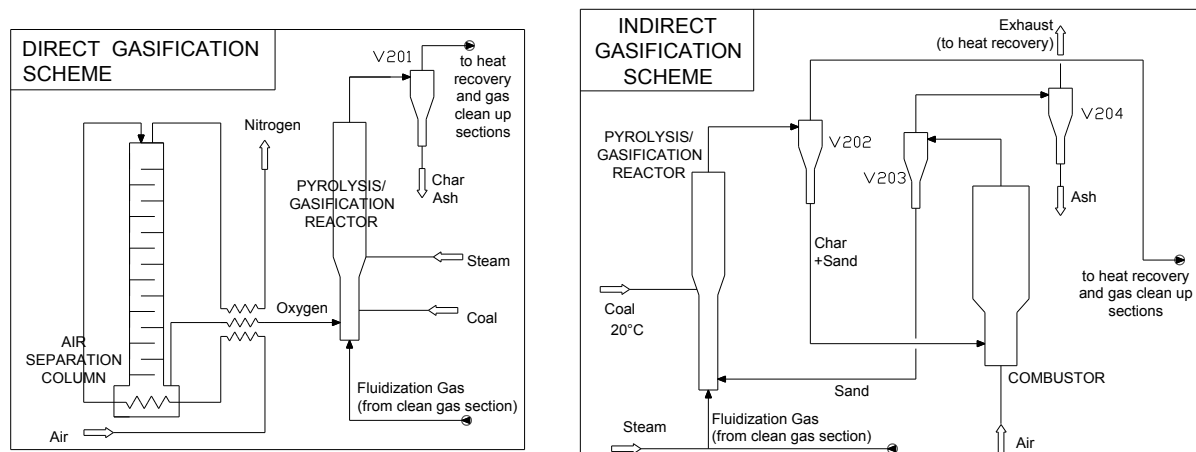 DIRECT GASIFICATION
SCHEME
V201
to heat
recovery
and gas
clean up
sections
Nitrogen
Char
Ash
PYROLYSIS/
GASIFICATION
REACTOR
Steam
Oxygen
Coal
AIR
SEPARATION
COLUMN
Fluidization Gas
(from clean gas section)
Air
INDIRECT
GASIFICATION
SCHEME
Exhaust
(to heat recovery)
V204
V202
PYROLYSIS/
GASIFICATION
REACTOR
V203
Ash
Char
+Sand
to heat recovery
and gas clean up
sections
Coal
20°C
COMBUSTOR
Sand
Fluidization Gas
(from clean gas section)
Steam
Air